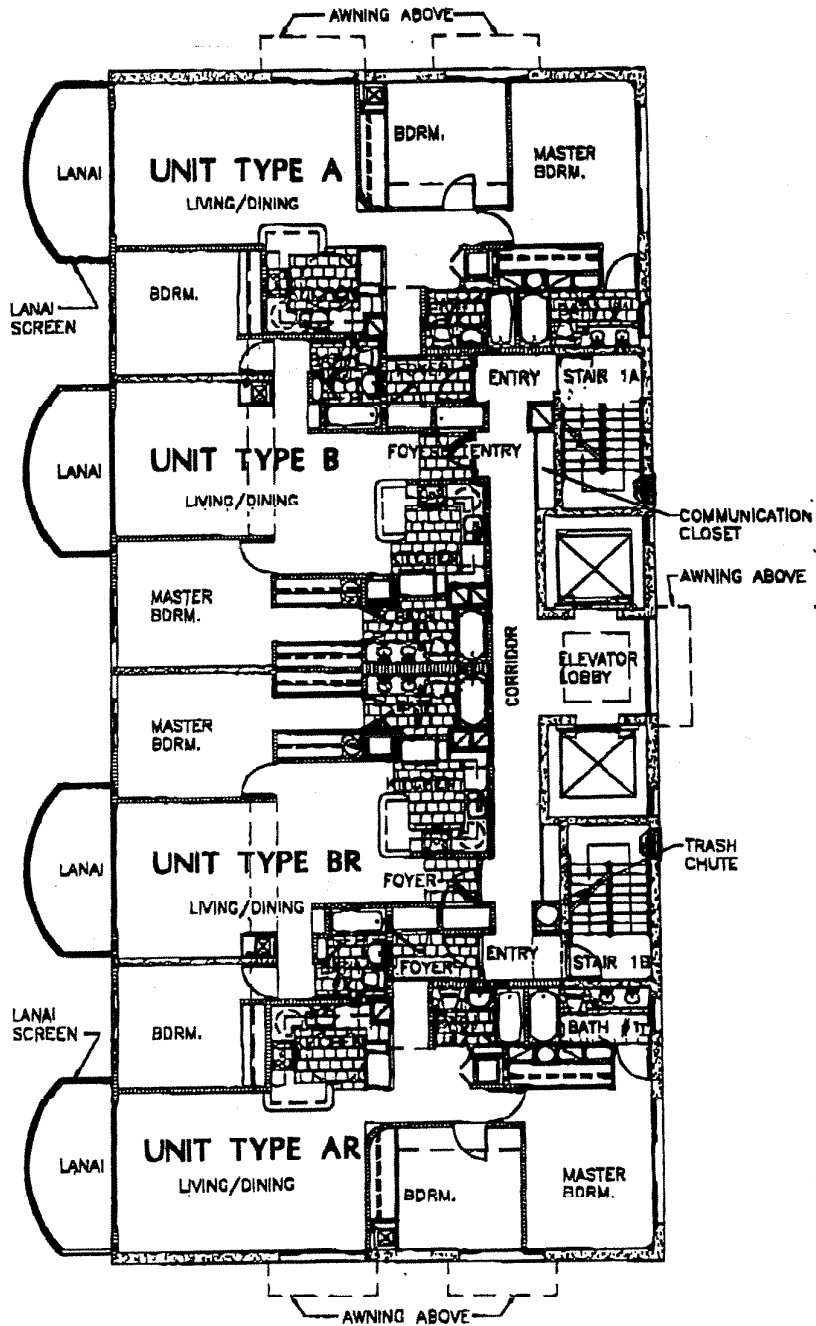 AWNING ABOVE
BDRM.
LANAI
UNIT TYPE A
MASTER
BDRM.
LIVING/DINING
LANAI
SCREEN
BDRM.
ENTRY
STAIR 1A
LANAI
UNIT TYPE B
FOYER
ENTRY
LIVING/DINING
COMMUNICATION
CLOSET
AWNING ABOVE
MASTER
BDRM.
CORRIDOR
ELEVATOR
LOBBY
MASTER
BDRM.
KITCHEN
LANAI
UNIT TYPE BR
TRASH
CHUTE
FOYER
LIVING/DINING
FOYER
ENTRY
STAIR 1B
LANAI
SCREEN
BDRM.
BATH #1
LANAI
UNIT TYPE AR
LIVING/DINING
BDRM.
MASTER
BDRM.
AWNING ABOVE